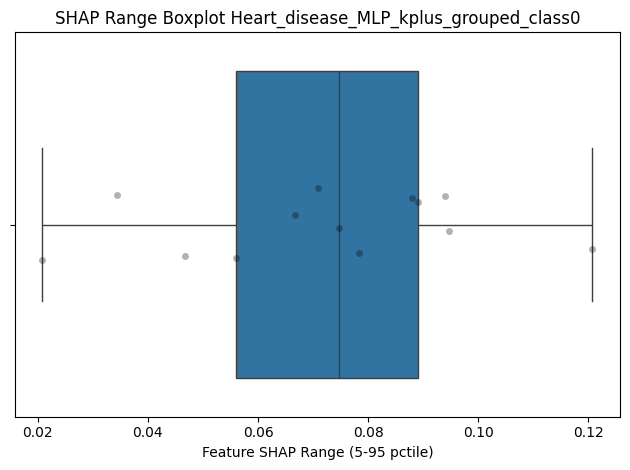 SHAP Range Boxplot Heart_disease_MLP_kplus_grouped_class0
0.02 0.04 0.06 0.08 0.10 0.12
Feature SHAP Range (5-95 pctile)